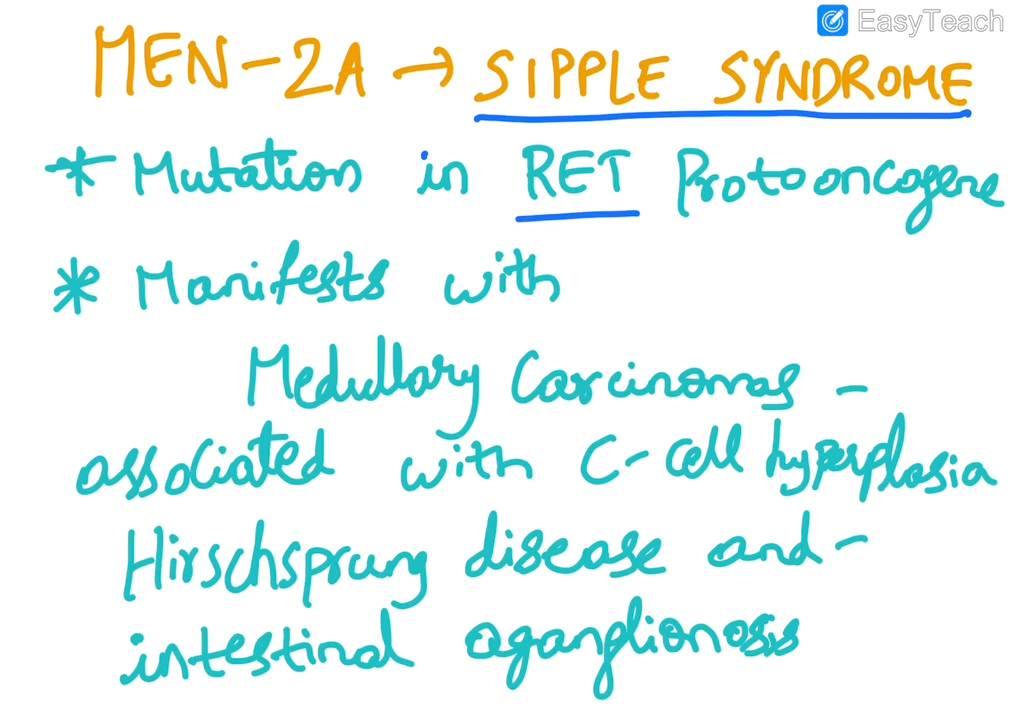 EasyTeach
MEN-2A → SIPPLE SYNDROME
* Mutation in RET Protooncogene
* Manifests with
Medullary Carcinomas -
associated with C-cell hyperplasia
Hirschsprung disease and -
intestinal aganglionosis